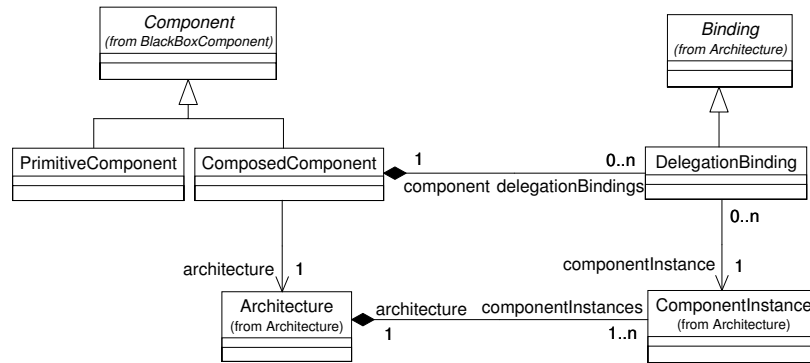 Component
(from BlackBoxComponent)
Binding
(from Architecture)
PrimitiveComponent
ComposedComponent
1
0..n
DelegationBinding
component delegationBindings
0..n
architecture
1
componentInstance
1
Architecture
(from Architecture)
architecture
componentInstances
ComponentInstance
(from Architecture)
1
1..n